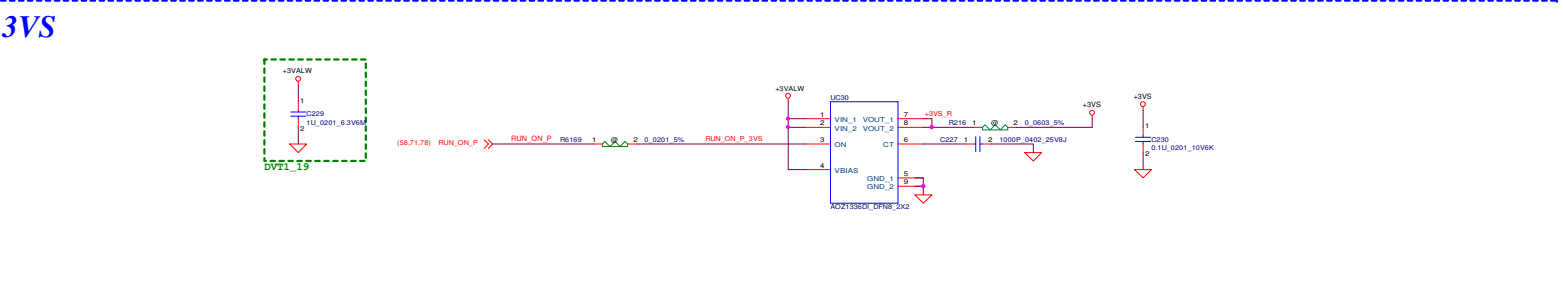 3VS
+3VALW
1
C229
1U_0201_6.3V6M
2
DVT1_19
(58,71,78) RUN_ON_P
RUN_ON_P
R6169 1 @ 2 0_0201_5%
RUN_ON_P_3VS
+3VALW
UC30
1 VIN_1 VOUT_1 7
+3VS_R
2 VIN_2 VOUT_2 8
R216 1 @ 2 0_0603_5%
+3VS
3 ON CT 6
C227 1 2 1000P_0402_25V8J
4 VBIAS
GND_1 5
GND_2 9
AOZ1336DI_DFN8_2X2
+3VS
1
C230
0.1U_0201_10V6K
2